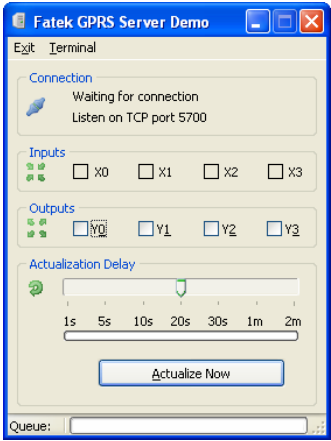 Fatek GPRS Server Demo
Exit Terminal
Connection
Waiting for connection
Listen on TCP port 5700
Inputs
X0 X1 X2 X3
Outputs
Y0 Y1 Y2 Y3
Actualization Delay
1s 5s 10s 20s 30s 1m 2m
Actualize Now
Queue: